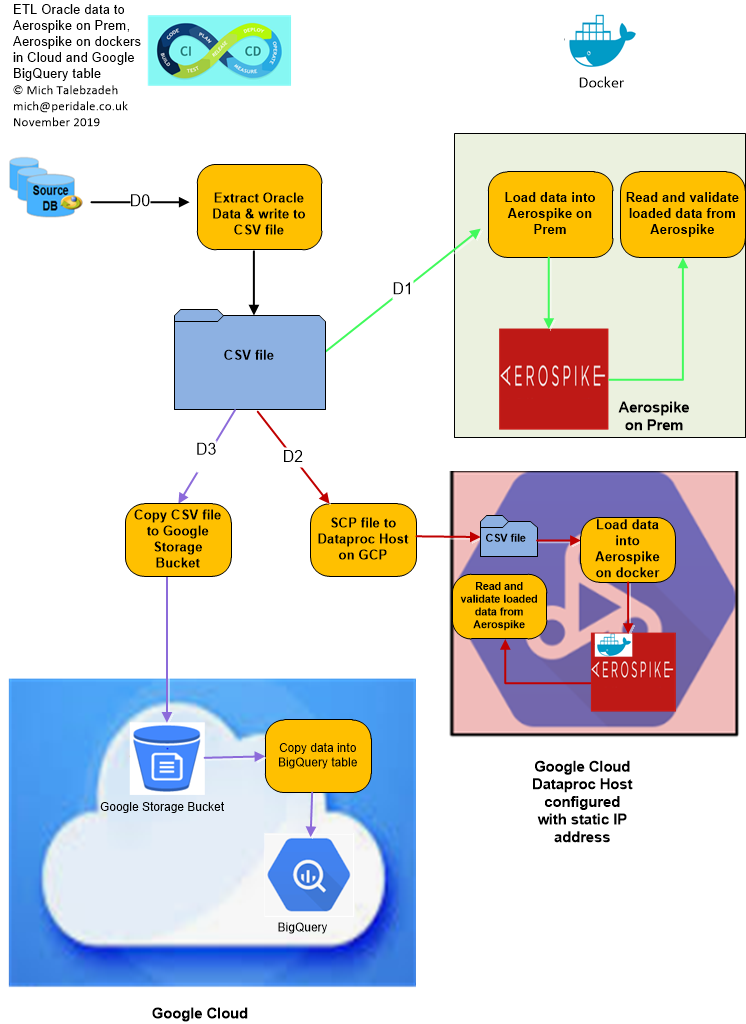 ETL Oracle data to
Aerospike on Prem,
Aerospike on dockers
in Cloud and Google
BigQuery table
© Mich Talebzadeh
mich@peridale.co.uk
November 2019
CODE
PLAN
BUILD
CI
TEST
RELEASE
DEPLOY
CD
OPERATE
MEASURE
Docker
Source
DB
D0
Extract Oracle
Data & write to
CSV file
Load data into
Aerospike on
Prem
Read and validate
loaded data from
Aerospike
D1
CSV file
AEROSPIKE
Aerospike
on Prem
D3
D2
Copy CSV file
to Google
Storage
Bucket
SCP file to
Dataproc Host
on GCP
CSV file
Load data
into
Aerospike
on docker
Read and
validate loaded
data from
Aerospike
AEROSPIKE
Google Storage Bucket
Copy data into
BigQuery table
BigQuery
Google Cloud
Dataproc Host
configured
with static IP
address
Google Cloud